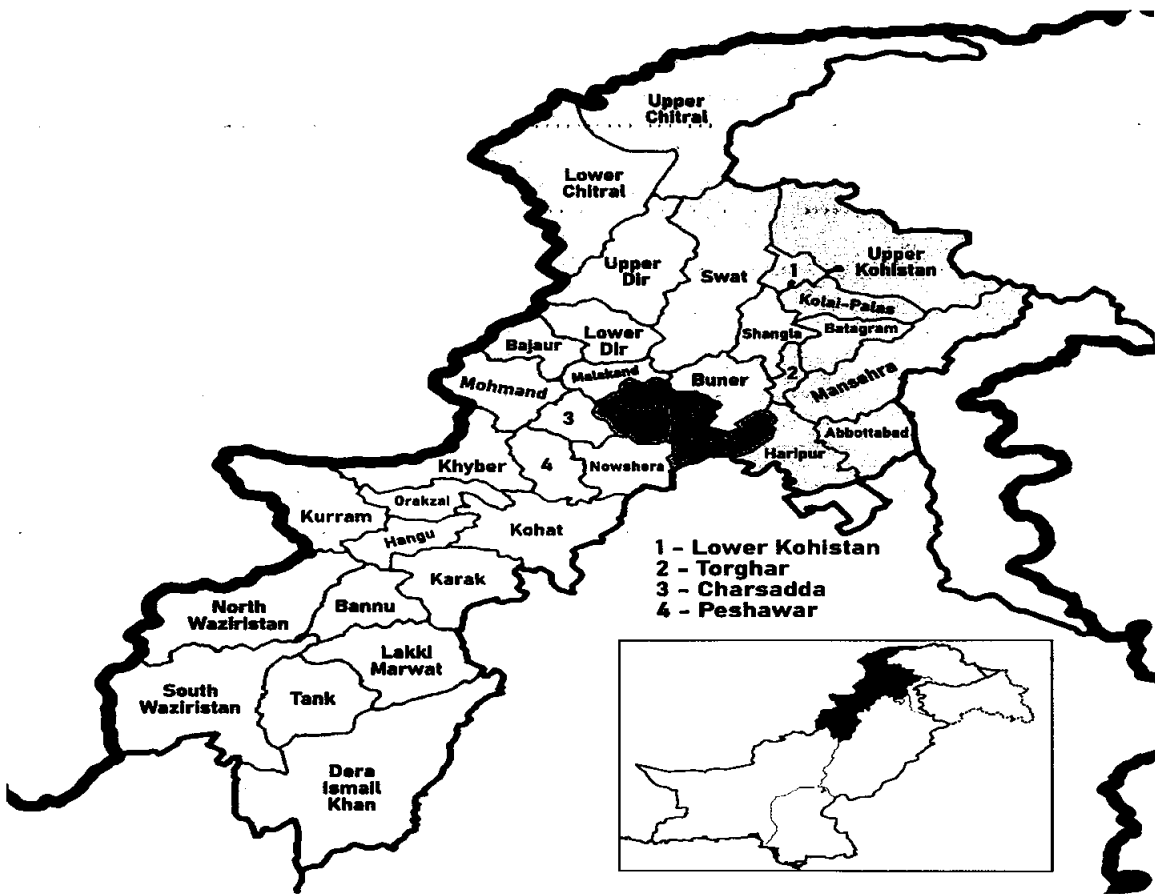 Upper
Chitral
Lower
Chitral
Upper
Dir
Swat
1
Upper
Kohistan
Kolai-Palas
Shangla
Batagram
Lower
Dir
Bajaur
Malakand
Buner
2
Mansehra
Mohmand
3
Abbottabad
Haripur
Khyber
4
Nowshera
Orakzai
Kurram
Hangu
Kohat
1 - Lower Kohistan
2 - Torghar
3 - Charsadda
4 - Peshawar
Karak
North
Waziristan
Bannu
Lakki
Marwat
South
Waziristan
Tank
Dera
Ismail
Khan